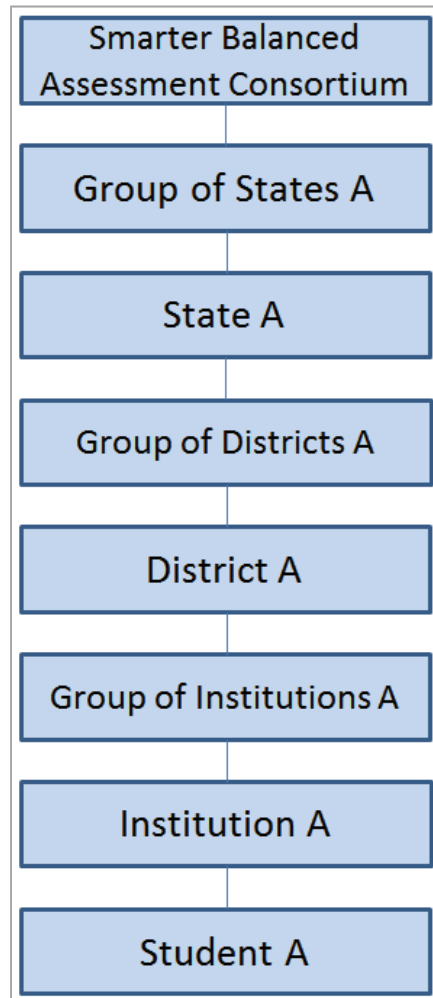 Smarter Balanced
Assessment Consortium
Group of States A
State A
Group of Districts A
District A
Group of Institutions A
Institution A
Student A